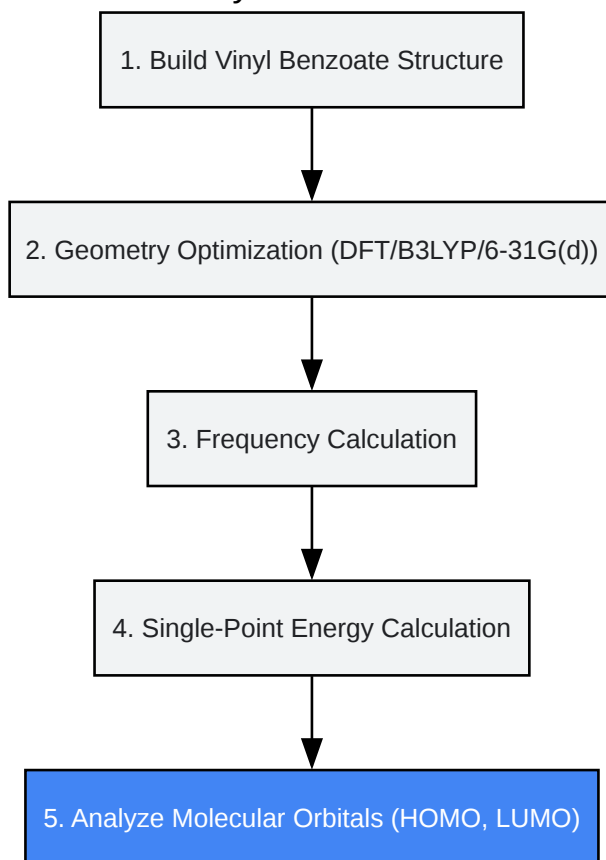 1. Build Vinyl Benzoate Structure
2. Geometry Optimization (DFT/B3LYP/6-31G(d))
3. Frequency Calculation
4. Single-Point Energy Calculation
5. Analyze Molecular Orbitals (HOMO, LUMO)